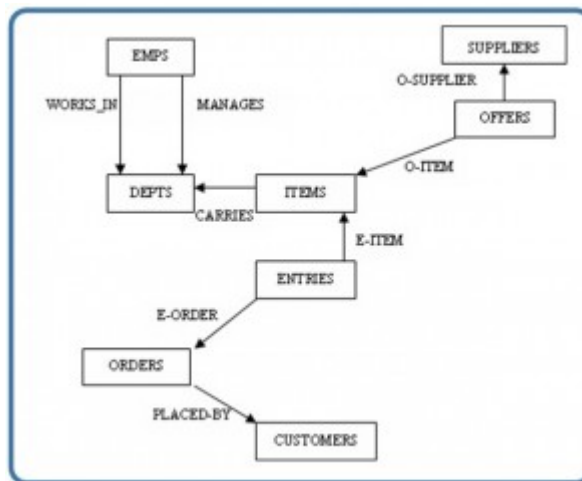 SUPPLIERS
EMPS
O-SUPPLIER
WORKS_IN
MANAGES
OFFERS
O-ITEM
DEPTS
ITEMS
CARRIES
E-ITEM
ENTRIES
E-ORDER
ORDERS
PLACED-BY
CUSTOMERS